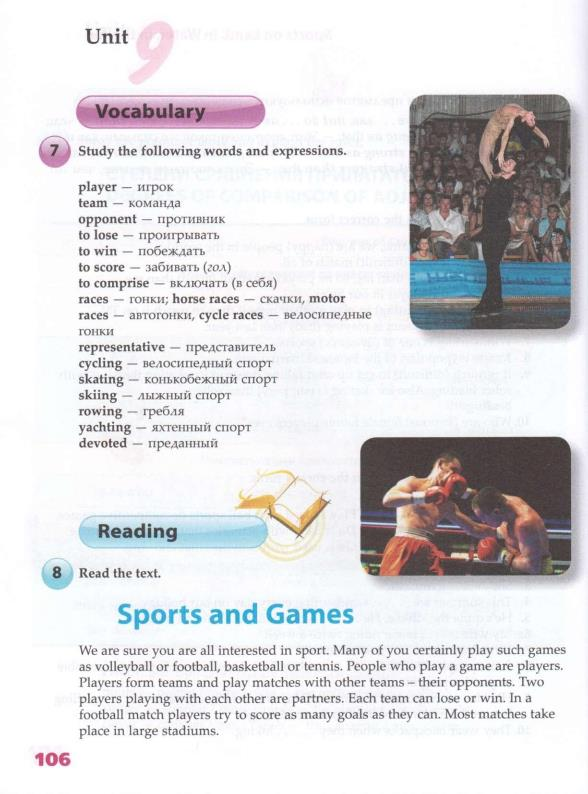 Unit 9
Vocabulary
7 Study the following words and expressions.
player — игрок
team — команда
opponent — противник
to lose — проигрывать
to win — побеждать
to score — забивать (гол)
to comprise — включать (в себя)
races — гонки; horse races — скачки, motor
races — автогонки, cycle races — велосипедные
гонки
representative — представитель
cycling — велосипедный спорт
skating — конькобежный спорт
skiing — лыжный спорт
rowing — гребля
yachting — яхтенный спорт
devoted — преданный
Reading
8 Read the text.
Sports and Games
We are sure you are all interested in sport. Many of you certainly play such games
as volleyball or football, basketball or tennis. People who play a game are players.
Players form teams and play matches with other teams – their opponents. Two
players playing with each other are partners. Each team can lose or win. In a
football match players try to score as many goals as they can. Most matches take
place in large stadiums.
106